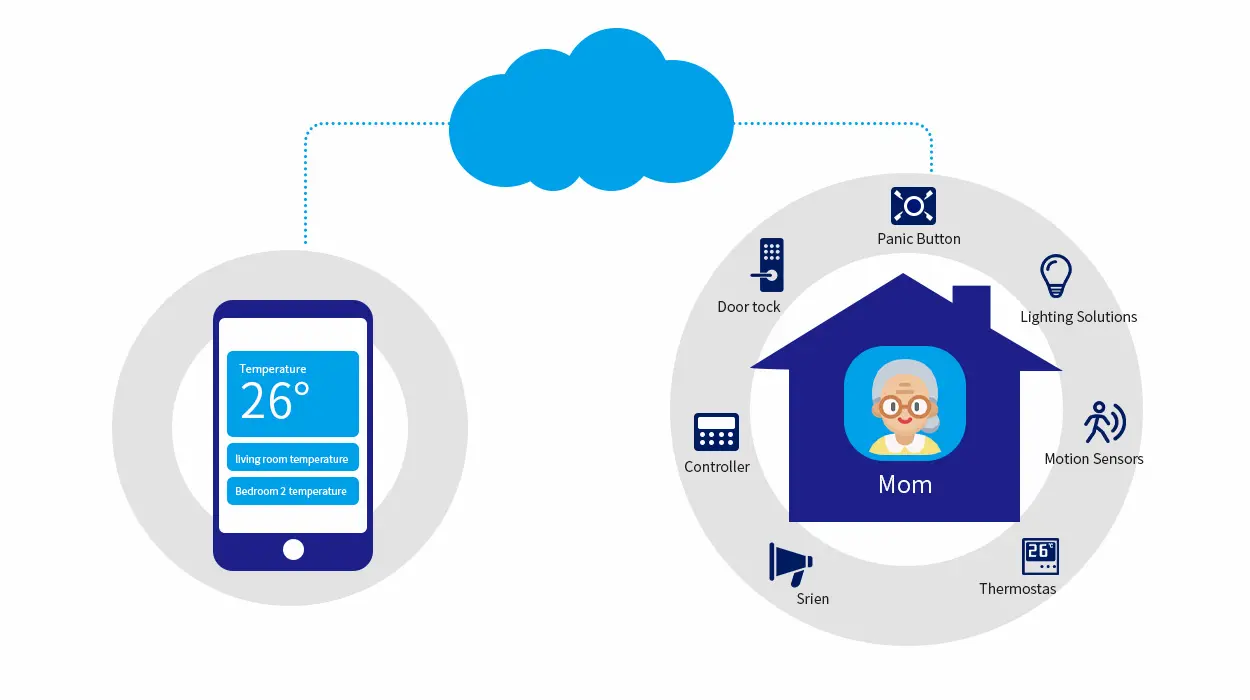 Temperature
26°
living room temperature
Bedroom 2 temperature
Panic Button
Door tock
Lighting Solutions
Controller
Motion Sensors
Mom
26℃
Srien
Thermostas